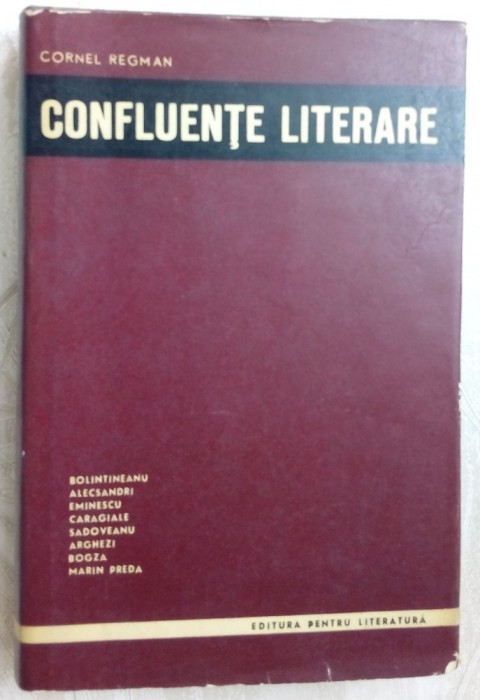 CORNEL REGMAN
CONFLUENŢE LITERARE
BOLINTINEANU
ALECSANDRI
EMINESCU
CARAGIALE
SADOVEANU
ARGHEZI
BOGZA
MARIN PREDA
EDITURA PENTRU LITERATURĂ